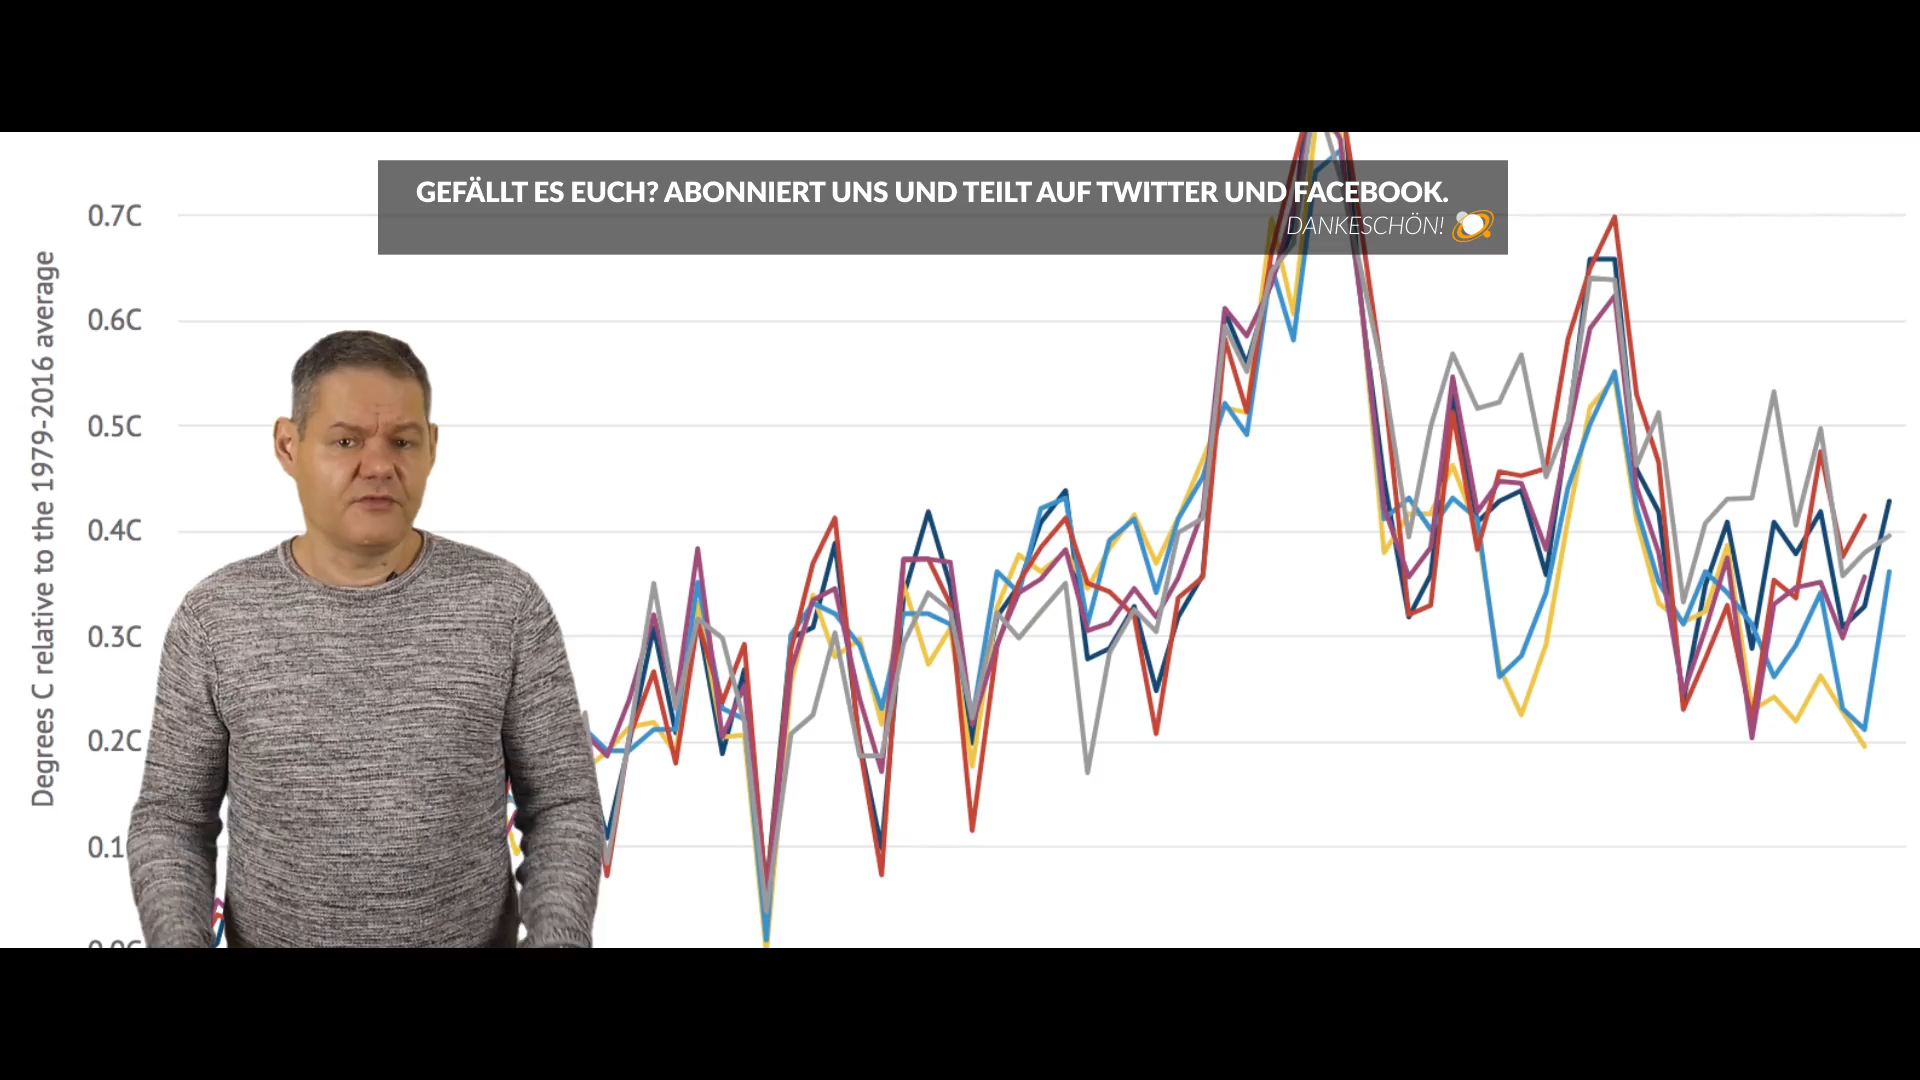 GEFÄLLT ES EUCH? ABONNIERT UNS UND TEILT AUF TWITTER UND FACEBOOK.
DANKESCHÖN!
Degrees C relative to the 1979-2016 average
0.7C
0.6C
0.5C
0.4C
0.3C
0.2C
0.1